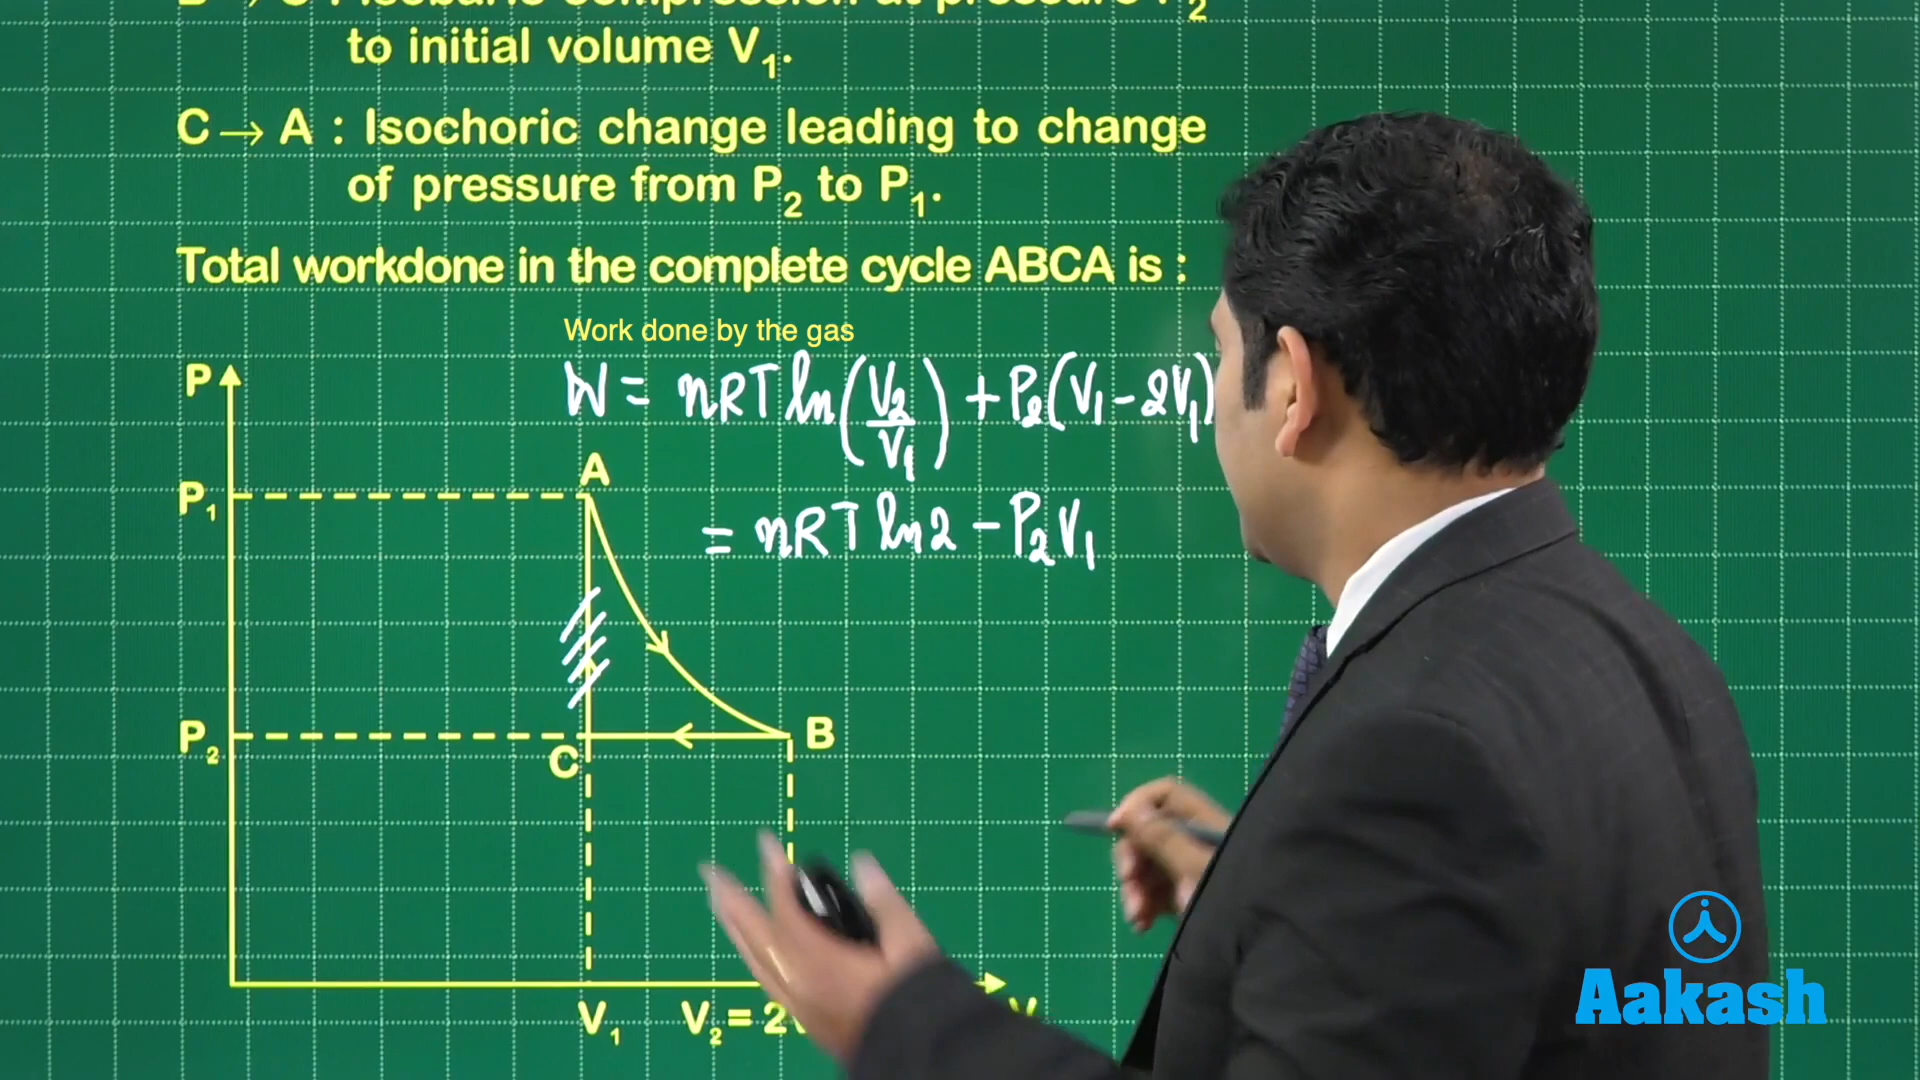 to initial volume V₁.
C → A : Isochoric change leading to change
of pressure from P₂ to P₁.
Total workdone in the complete cycle ABCA is :
Work done by the gas
W = nRT ln(V₂/V₁) + P₂(V₁ - 2V₁)
= nRT ln2 - P₂V₁
P
A
P₁
P₂
C
B
V₁
V₂ = 2
Aakash